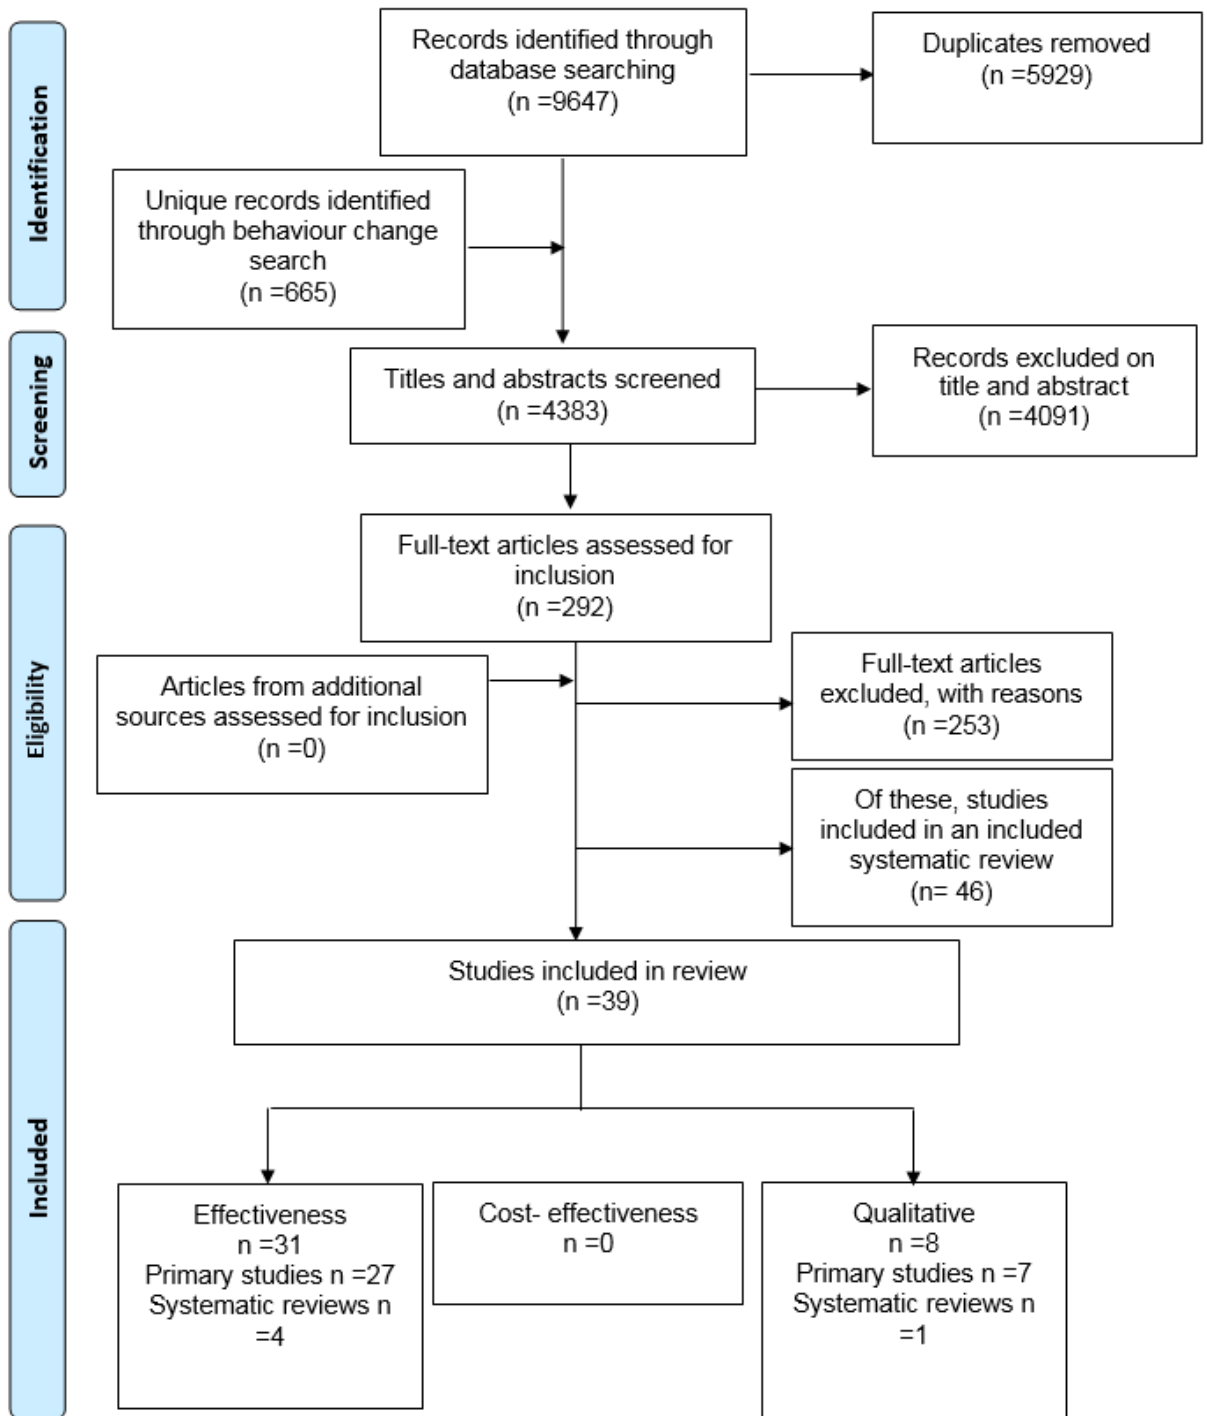 Identification
Records identified through
database searching
(n =9647)
Duplicates removed
(n =5929)
Unique records identified
through behaviour change
search
(n =665)
Screening
Titles and abstracts screened
(n =4383)
Records excluded on
title and abstract
(n =4091)
Eligibility
Full-text articles assessed for
inclusion
(n =292)
Articles from additional
sources assessed for inclusion
(n =0)
Full-text articles
excluded, with reasons
(n =253)
Of these, studies
included in an included
systematic review
(n= 46)
Included
Studies included in review
(n =39)
Effectiveness
n =31
Primary studies n =27
Systematic reviews n
=4
Cost- effectiveness
n =0
Qualitative
n =8
Primary studies n =7
Systematic reviews n
=1